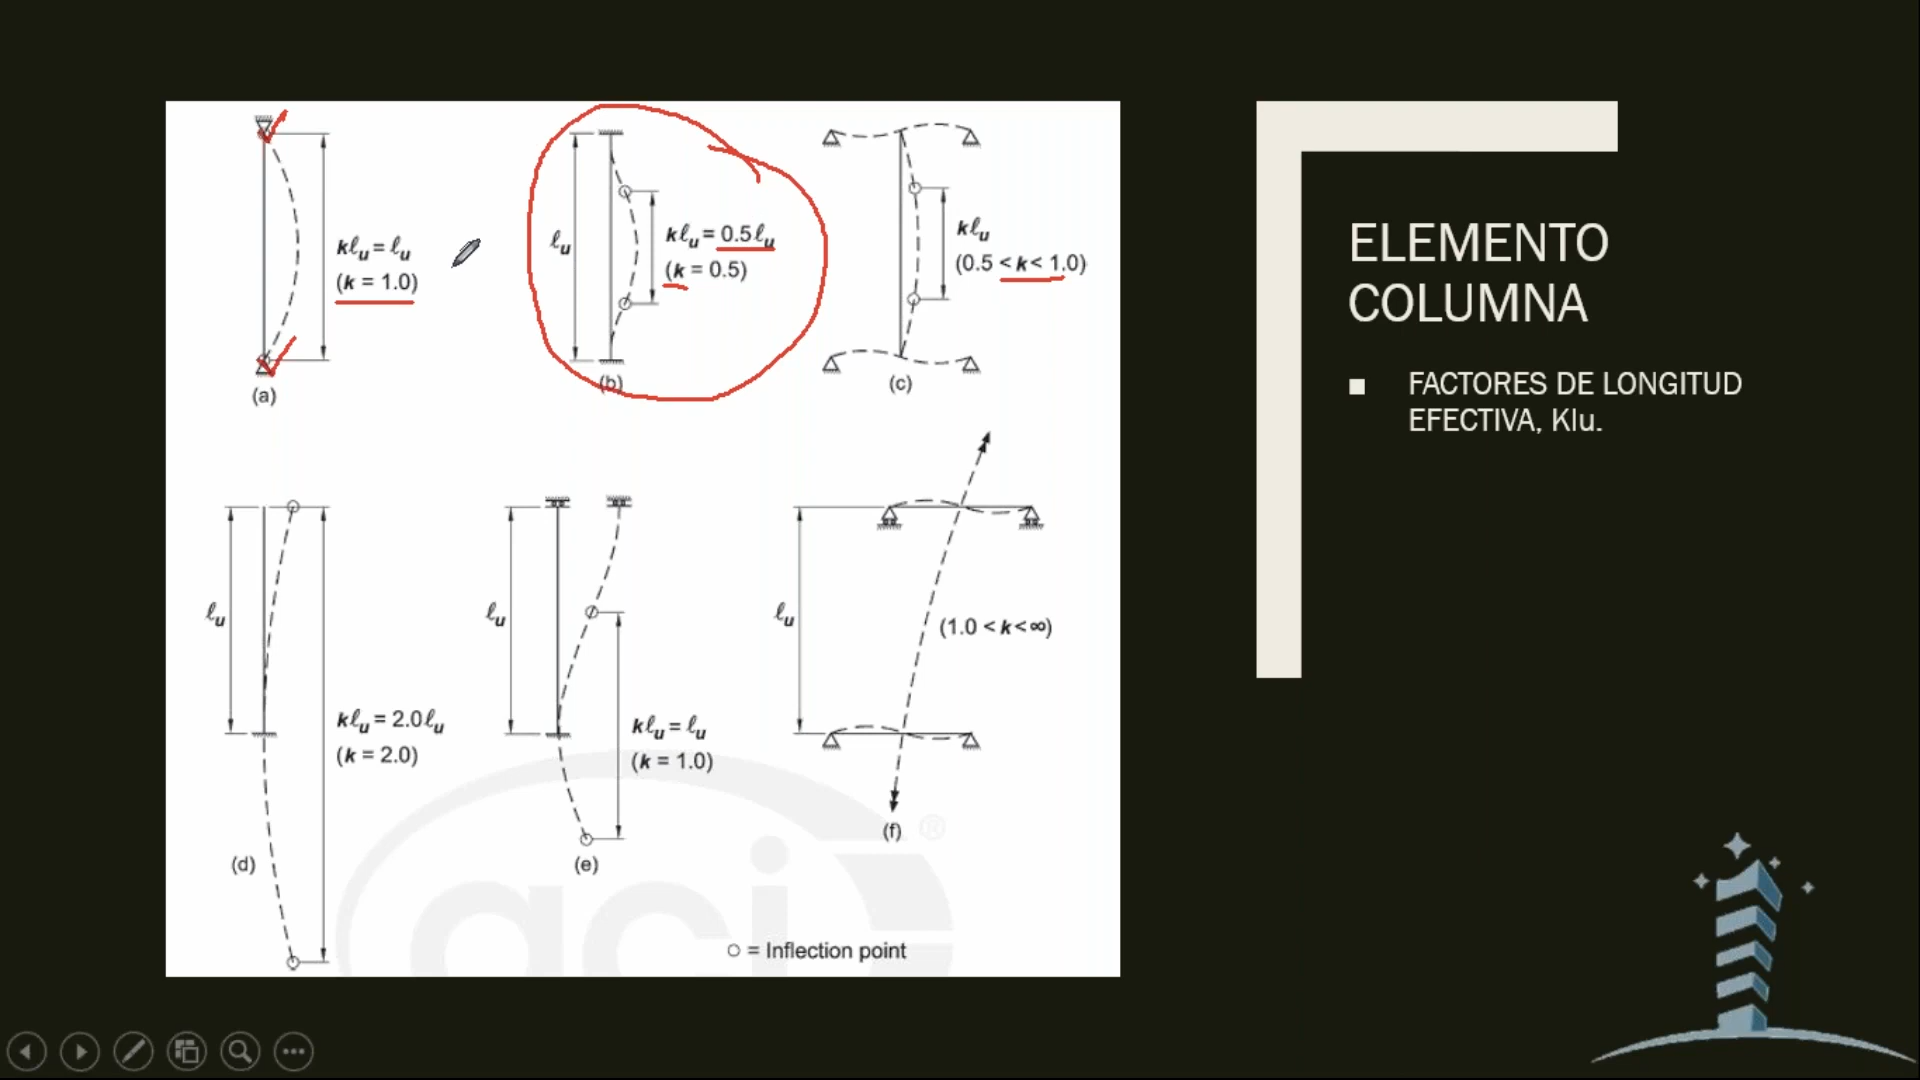 kℓu = ℓu
(k = 1.0)
(a)
ℓu
kℓu = 0.5ℓu
(k = 0.5)
(b)
kℓu
(0.5 < k < 1.0)
(c)
ℓu
kℓu = 2.0ℓu
(k = 2.0)
(d)
ℓu
kℓu = ℓu
(k = 1.0)
(e)
ℓu
(1.0 < k < ∞)
(f)
aci®
O = Inflection point
ELEMENTO
COLUMNA
■ FACTORES DE LONGITUD
EFECTIVA, Klu.